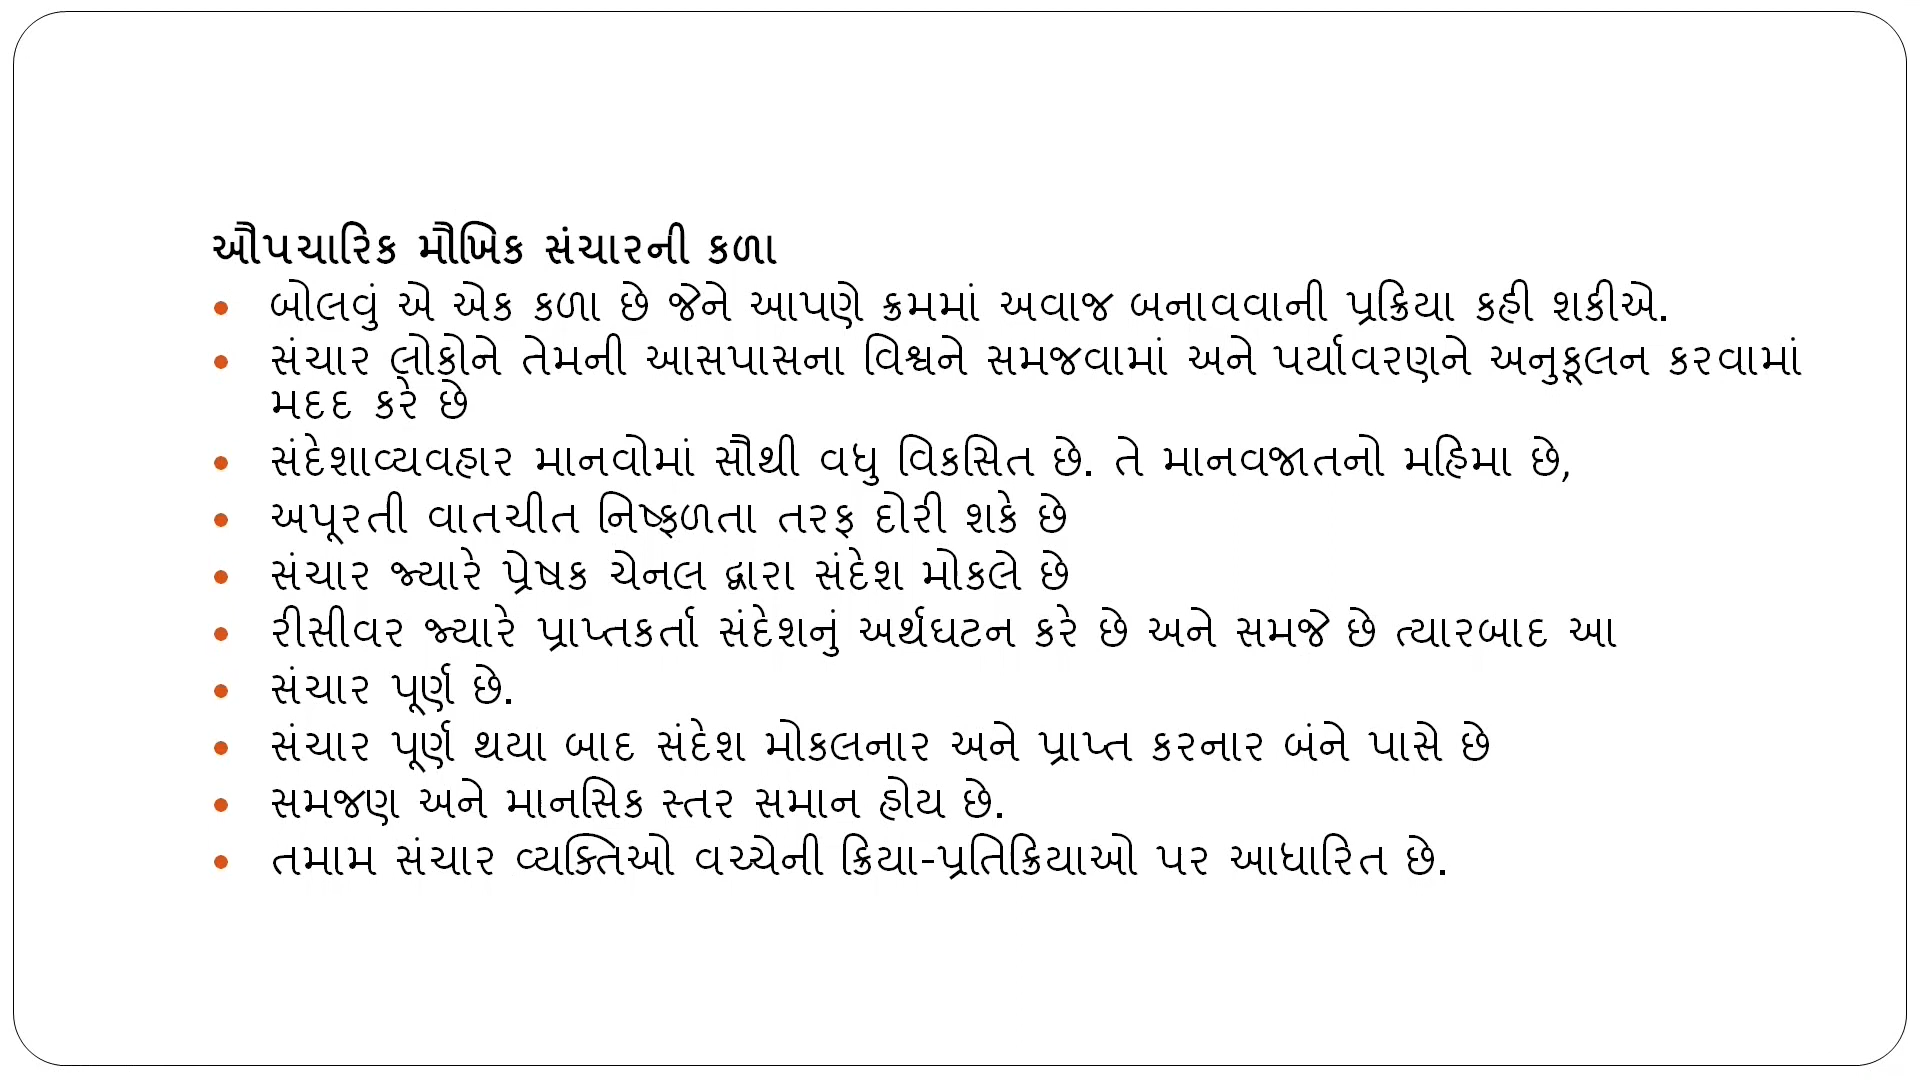 ઔપચારિક મૌખિક સંચારની કળા
• બોલવું એ એક કળા છે જેને આપણે ક્રમમાં અવાજ બનાવવાની પ્રક્રિયા કહી શકીએ.
• સંચાર લોકોને તેમની આસપાસના વિશ્વને સમજવામાં અને પર્યાવરણને અનુકૂલન કરવામાં
મદદ કરે છે
• સંદેશાવ્યવહાર માનવોમાં સૌથી વધુ વિકસિત છે. તે માનવજાતનો મહિમા છે,
• અપૂરતી વાતચીત નિષ્ફળતા તરફ દોરી શકે છે
• સંચાર જ્યારે પ્રેષક ચેનલ દ્વારા સંદેશ મોકલે છે
• રીસીવર જ્યારે પ્રાપ્તકર્તા સંદેશનું અર્થઘટન કરે છે અને સમજે છે ત્યારબાદ આ
• સંચાર પૂર્ણ છે.
• સંચાર પૂર્ણ થયા બાદ સંદેશ મોકલનાર અને પ્રાપ્ત કરનાર બંને પાસે છે
• સમજણ અને માનસિક સ્તર સમાન હોય છે.
• તમામ સંચાર વ્યક્તિઓ વચ્ચેની ક્રિયા-પ્રતિક્રિયાઓ પર આધારિત છે.